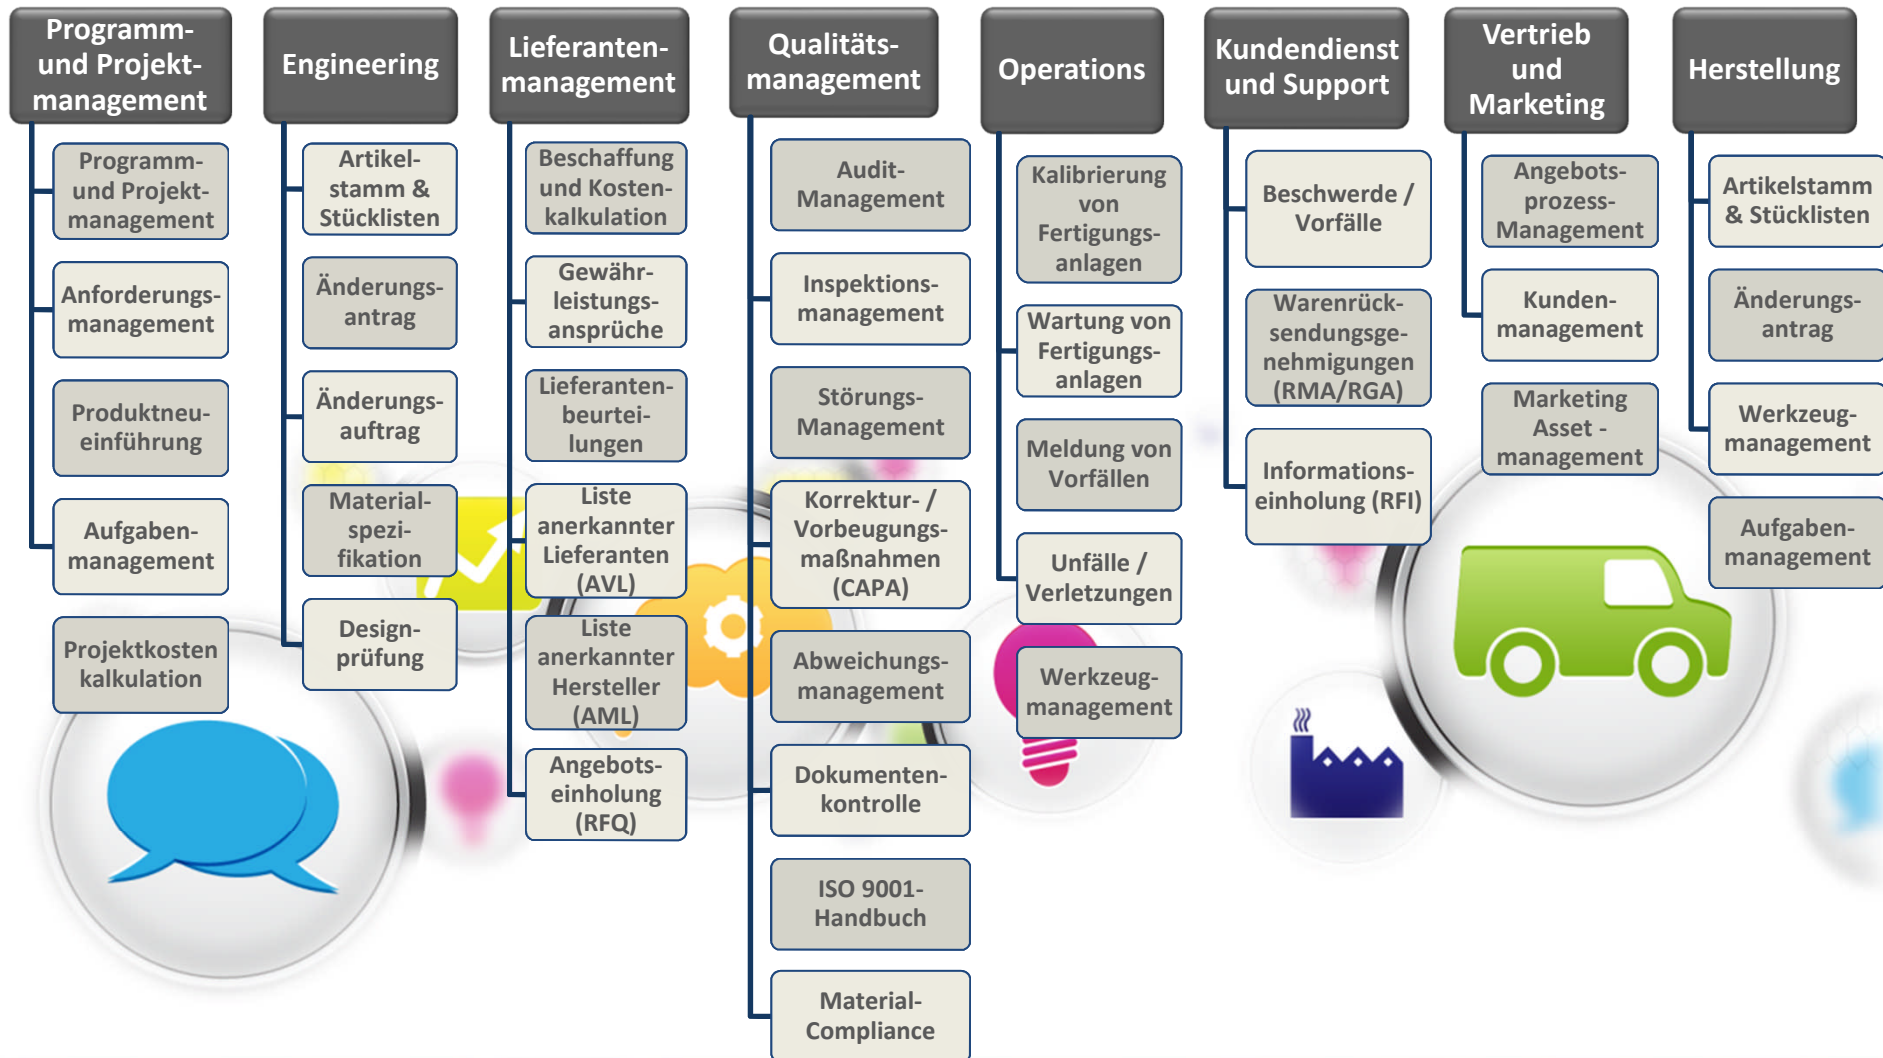 Programm-
und Projekt-
management
Programm-
und Projekt-
management
Anforderungs-
management
Produktneu-
einführung
Aufgaben-
management
Projektkosten
kalkulation
Engineering
Artikel-
stamm &
Stücklisten
Änderungs-
antrag
Änderungs-
auftrag
Material-
spezi-
fikation
Design-
prüfung
Lieferanten-
management
Beschaffung
und Kosten-
kalkulation
Gewähr-
leistungs-
ansprüche
Lieferanten-
beurtei-
lungen
Liste
anerkannter
Lieferanten
(AVL)
Liste
anerkannter
Hersteller
(AML)
Angebots-
einholung
(RFQ)
Qualitäts-
management
Audit-
Management
Inspektions-
management
Störungs-
Management
Korrektur- /
Vorbeugungs-
maßnahmen
(CAPA)
Abweichungs-
management
Dokumenten-
kontrolle
ISO 9001-
Handbuch
Material-
Compliance
Operations
Kalibrierung
von
Fertigungs-
anlagen
Wartung von
Fertigungs-
anlagen
Meldung von
Vorfällen
Unfälle /
Verletzungen
Werkzeug-
management
Kundendienst
und Support
Beschwerde /
Vorfälle
Warenrück-
sendungsge-
nehmigungen
(RMA/RGA)
Informations-
einholung (RFI)
Vertrieb
und
Marketing
Angebots-
prozess-
Management
Kunden-
management
Marketing
Asset -
management
Herstellung
Artikelstamm
& Stücklisten
Änderungs-
antrag
Werkzeug-
management
Aufgaben-
management